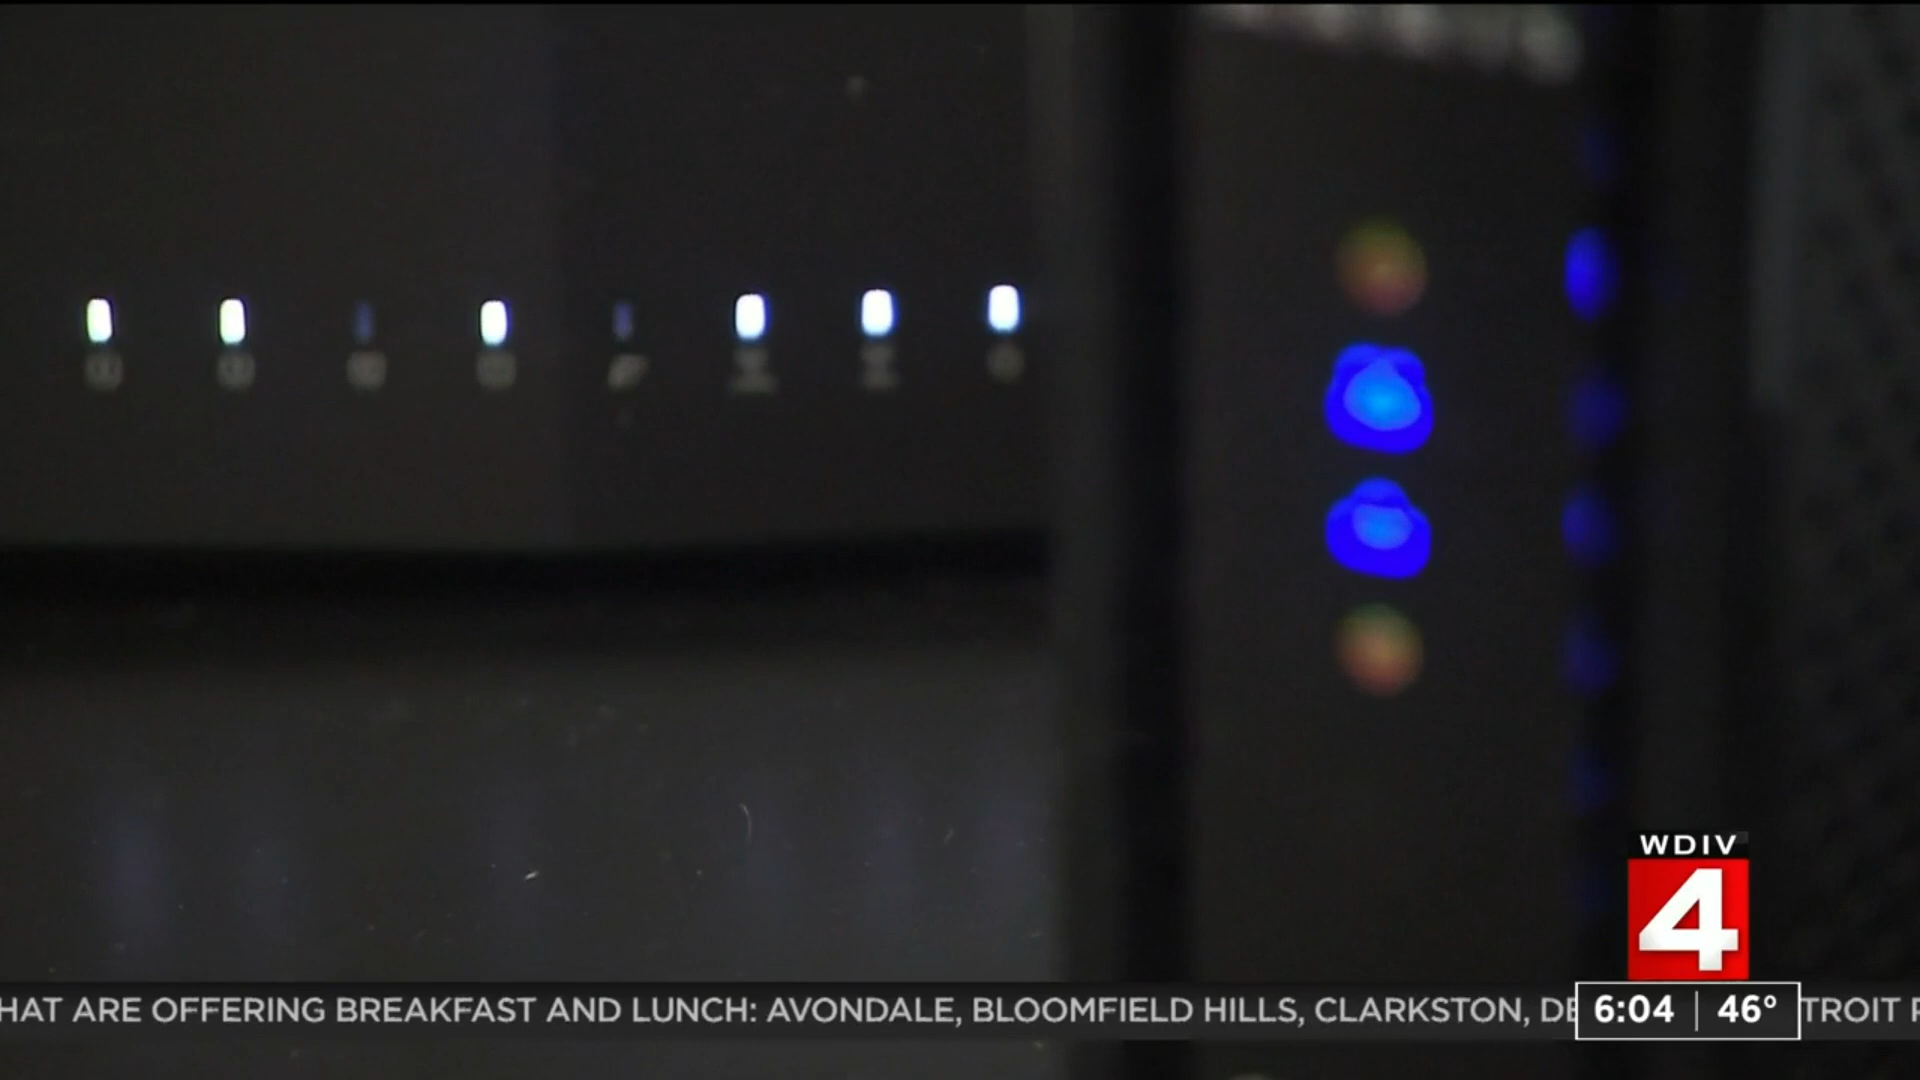 WDIV
4
HAT ARE OFFERING BREAKFAST AND LUNCH: AVONDALE, BLOOMFIELD HILLS, CLARKSTON, DE
6:04 | 46°
TROIT